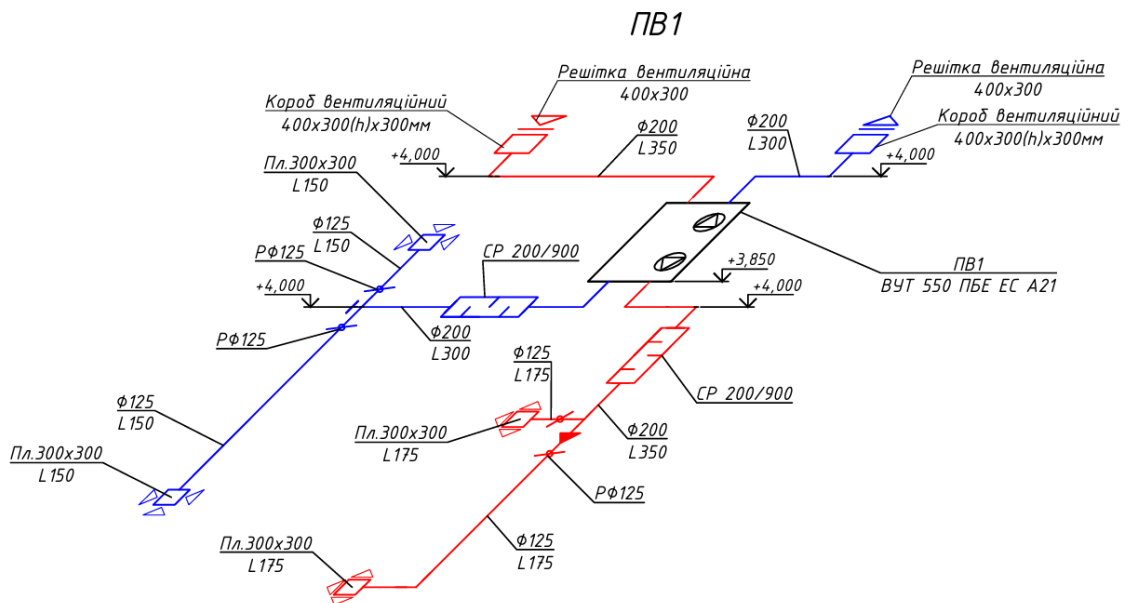 ПВ1
Решітка вентиляційна
400х300
Решітка вентиляційна
400х300
Короб вентиляційний
400х300(h)х300мм
Короб вентиляційний
400х300(h)х300мм
Ф200
L350
Ф200
L300
+4,000
+4,000
Пл.300х300
L150
Ф125
L150
РФ125
СР 200/900
+3,850
ПВ1
ВУТ 550 ПБЕ ЕС А21
+4,000
+4,000
РФ125
Ф200
L300
Ф125
L175
СР 200/900
Ф125
L150
Пл.300х300
L175
Ф200
L350
Пл.300х300
L150
РФ125
Пл.300х300
L175
Ф125
L175